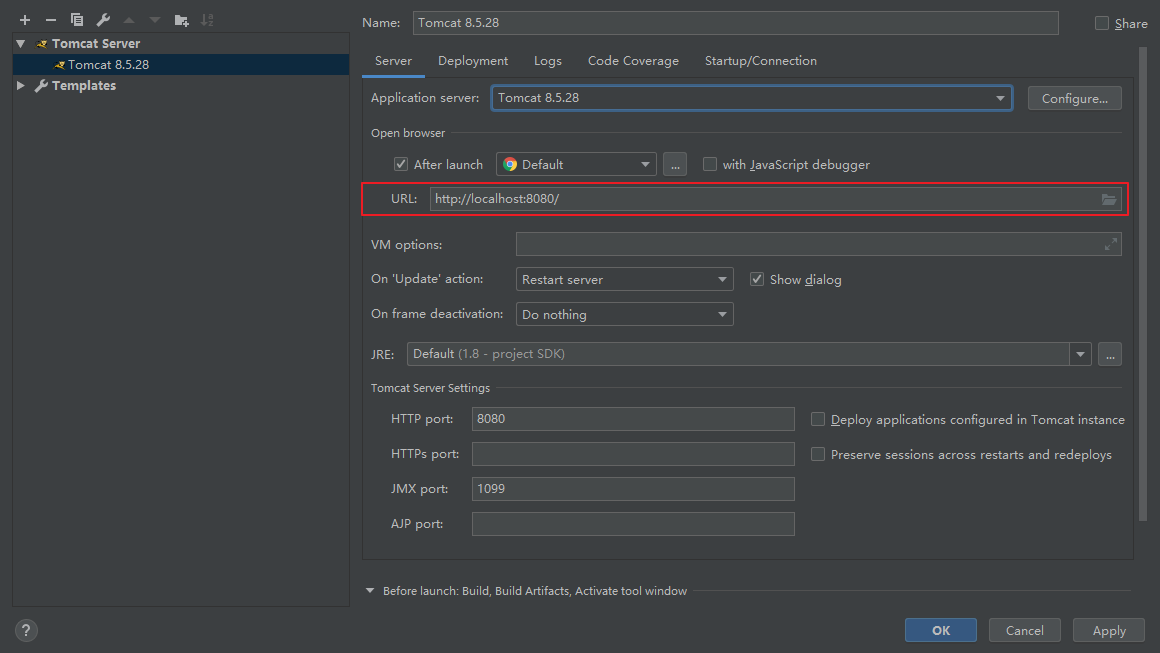 Name: Tomcat 8.5.28 Share
Tomcat Server
Tomcat 8.5.28
Templates
Server Deployment Logs Code Coverage Startup/Connection
Application server: Tomcat 8.5.28 Configure...
Open browser
After launch Default ... with JavaScript debugger
URL: http://localhost:8080/
VM options:
On 'Update' action: Restart server Show dialog
On frame deactivation: Do nothing
JRE: Default (1.8 - project SDK) ...
Tomcat Server Settings
HTTP port: 8080 Deploy applications configured in Tomcat instance
HTTPs port: Preserve sessions across restarts and redeploys
JMX port: 1099
AJP port:
Before launch: Build, Build Artifacts, Activate tool window
? OK Cancel Apply